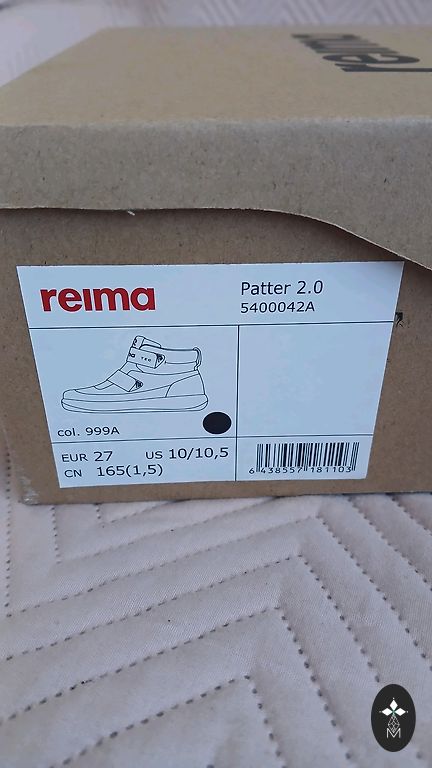 reima
reima
Patter 2.0
5400042A
TEC
col. 999A
EUR 27 US 10/10,5
CN 165(1,5)
6 438557 181103
M